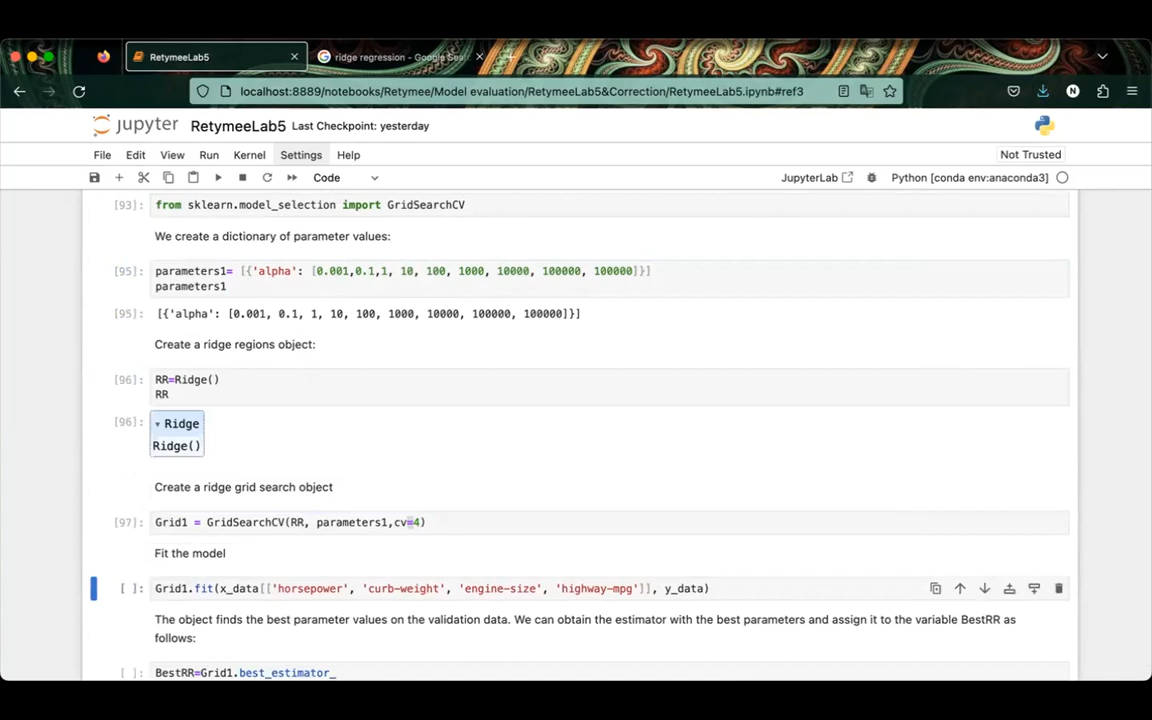 RetymeeLab5
ridge regression - Google Sea
localhost:8889/notebooks/Retymee/Model evaluation/RetymeeLab5&Correction/RetymeeLab5.ipynb#ref3
N
jupyter RetymeeLab5 Last Checkpoint: yesterday
File Edit View Run Kernel Settings Help
Not Trusted
Code
JupyterLab
Python [conda env:anaconda3]
[93]: from sklearn.model_selection import GridSearchCV
We create a dictionary of parameter values:
[95]: parameters1= [{'alpha': [0.001,0.1,1, 10, 100, 1000, 10000, 100000, 100000]}]
parameters1
[95]: [{'alpha': [0.001, 0.1, 1, 10, 100, 1000, 10000, 100000, 100000]}]
Create a ridge regions object:
[96]: RR=Ridge()
RR
[96]: ▾ Ridge
Ridge()
Create a ridge grid search object
[97]: Grid1 = GridSearchCV(RR, parameters1,cv=4)
Fit the model
[ ]: Grid1.fit(x_data[['horsepower', 'curb-weight', 'engine-size', 'highway-mpg']], y_data)
The object finds the best parameter values on the validation data. We can obtain the estimator with the best parameters and assign it to the variable BestRR as
follows:
[ ]: BestRR=Grid1.best_estimator_